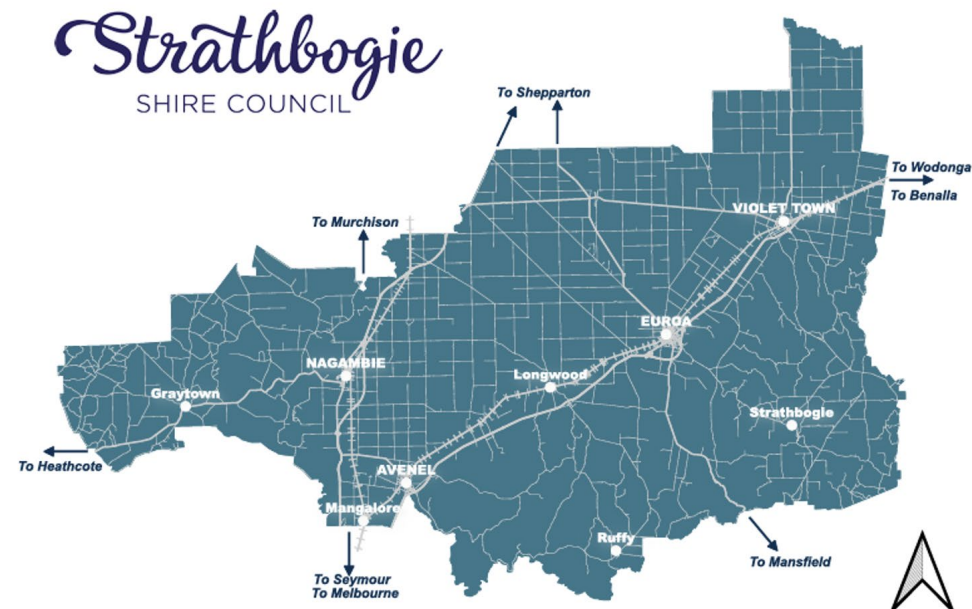 Strathbogie
SHIRE COUNCIL
To Shepparton
To Wodonga
To Benalla
VIOLET TOWN
To Murchison
EUROA
NAGAMBIE
Longwood
Graytown
Strathbogie
To Heathcote
AVENEL
Mangalore
Ruffy
To Mansfield
To Seymour
To Melbourne